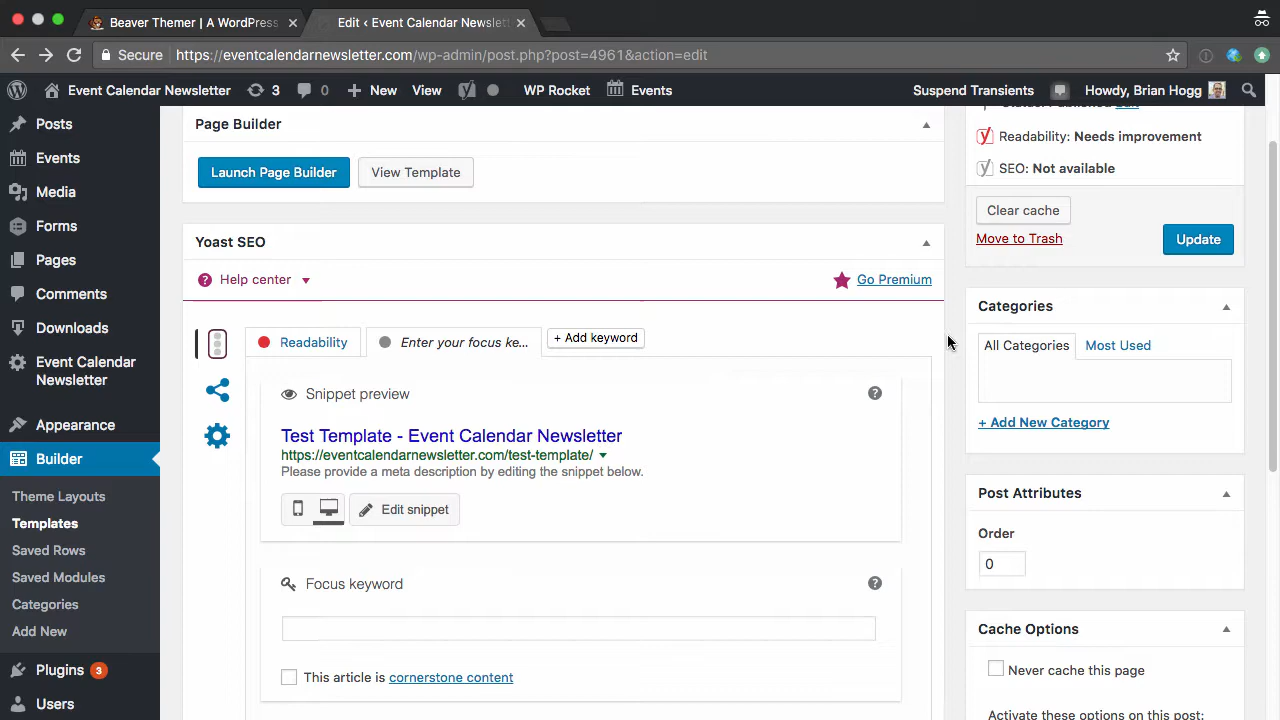 Beaver Themer | A WordPress
Edit ‹ Event Calendar Newslett
Secure https://eventcalendarnewsletter.com/wp-admin/post.php?post=4961&action=edit
Event Calendar Newsletter 3 0 New View WP Rocket Events Suspend Transients Howdy, Brian Hogg
Posts
Events
Media
Forms
Pages
Comments
Downloads
Event Calendar
Newsletter
Appearance
Builder
Theme Layouts
Templates
Saved Rows
Saved Modules
Categories
Add New
Plugins 3
Users
Page Builder
Launch Page Builder View Template
Yoast SEO
Help center Go Premium
Readability Enter your focus ke... + Add keyword
Snippet preview
Test Template - Event Calendar Newsletter
https://eventcalendarnewsletter.com/test-template/
Please provide a meta description by editing the snippet below.
Edit snippet
Focus keyword
This article is cornerstone content
Readability: Needs improvement
SEO: Not available
Clear cache
Move to Trash Update
Categories
All Categories Most Used
+ Add New Category
Post Attributes
Order
0
Cache Options
Never cache this page
Activate these options on this post: